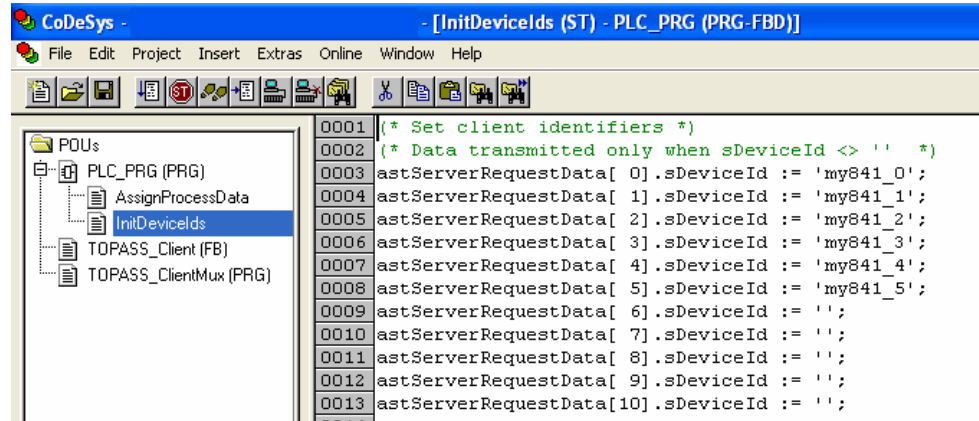 CoDeSys - - [InitDeviceIds (ST) - PLC_PRG (PRG-FBD)]
File Edit Project Insert Extras Online Window Help
STOP
POUs
PLC_PRG (PRG)
AssignProcessData
InitDeviceIds
TOPASS_Client (FB)
TOPASS_ClientMux (PRG)
0001 (* Set client identifiers *)
0002 (* Data transmitted only when sDeviceId <> ''  *)
0003 astServerRequestData[ 0].sDeviceId := 'my841_0';
0004 astServerRequestData[ 1].sDeviceId := 'my841_1';
0005 astServerRequestData[ 2].sDeviceId := 'my841_2';
0006 astServerRequestData[ 3].sDeviceId := 'my841_3';
0007 astServerRequestData[ 4].sDeviceId := 'my841_4';
0008 astServerRequestData[ 5].sDeviceId := 'my841_5';
0009 astServerRequestData[ 6].sDeviceId := '';
0010 astServerRequestData[ 7].sDeviceId := '';
0011 astServerRequestData[ 8].sDeviceId := '';
0012 astServerRequestData[ 9].sDeviceId := '';
0013 astServerRequestData[10].sDeviceId := '';